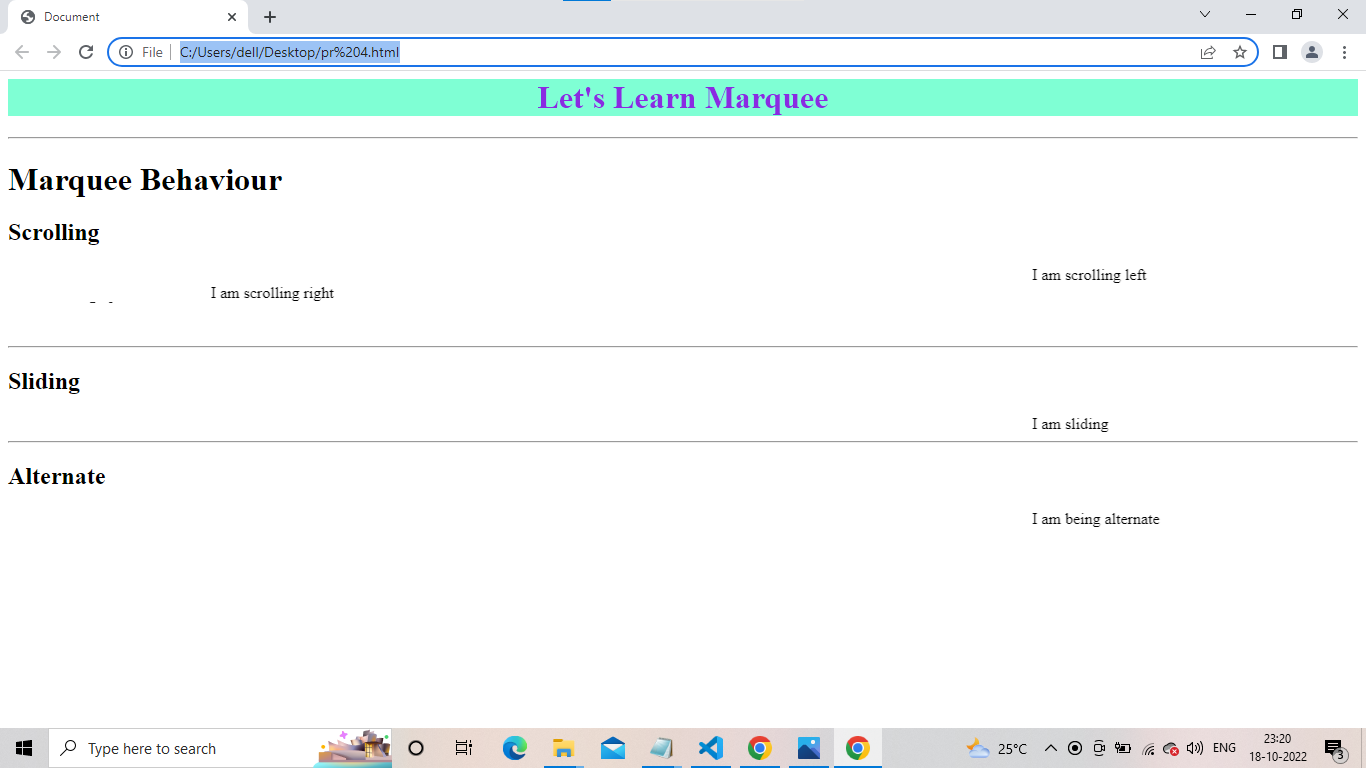 Document
File
C:/Users/dell/Desktop/pr%204.html
Let's Learn Marquee
Marquee Behaviour
Scrolling
I am scrolling left
I am scrolling right
Sliding
I am sliding
Alternate
I am being alternate
Type here to search
25°C
ENG
23:20
18-10-2022
3